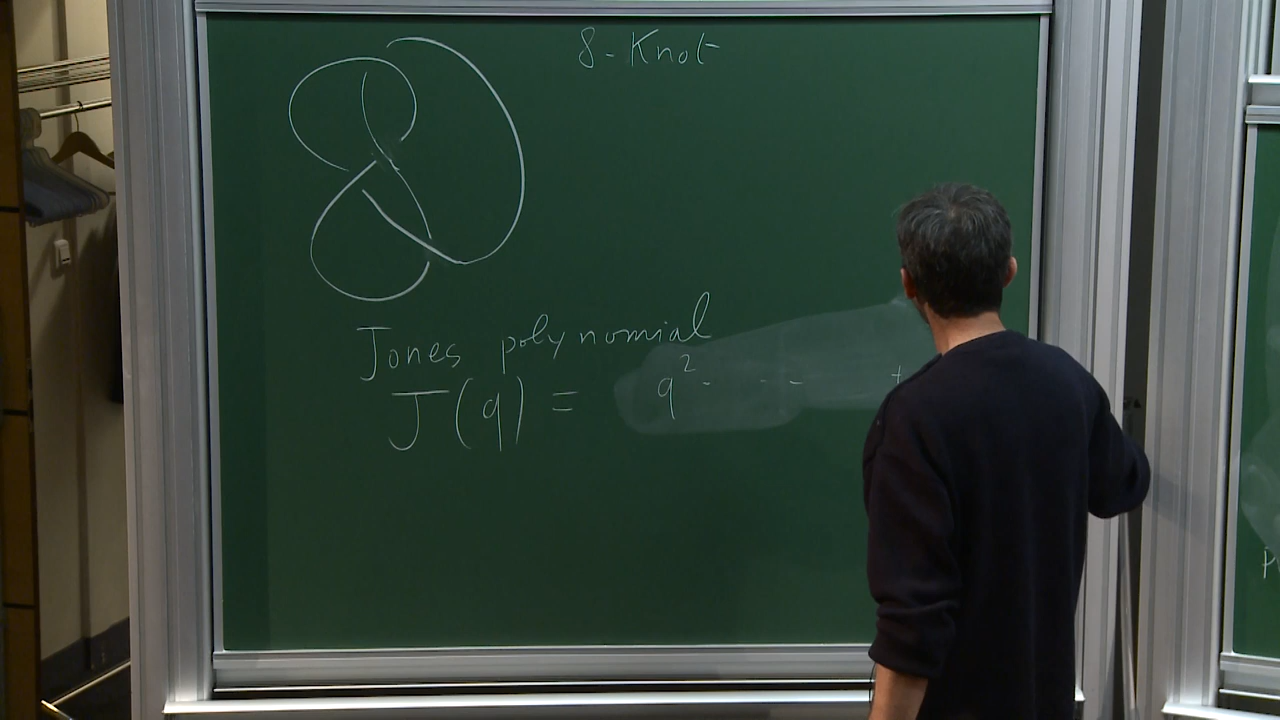 8-Knot
Jones polynomial
J(q) = q² - - - +